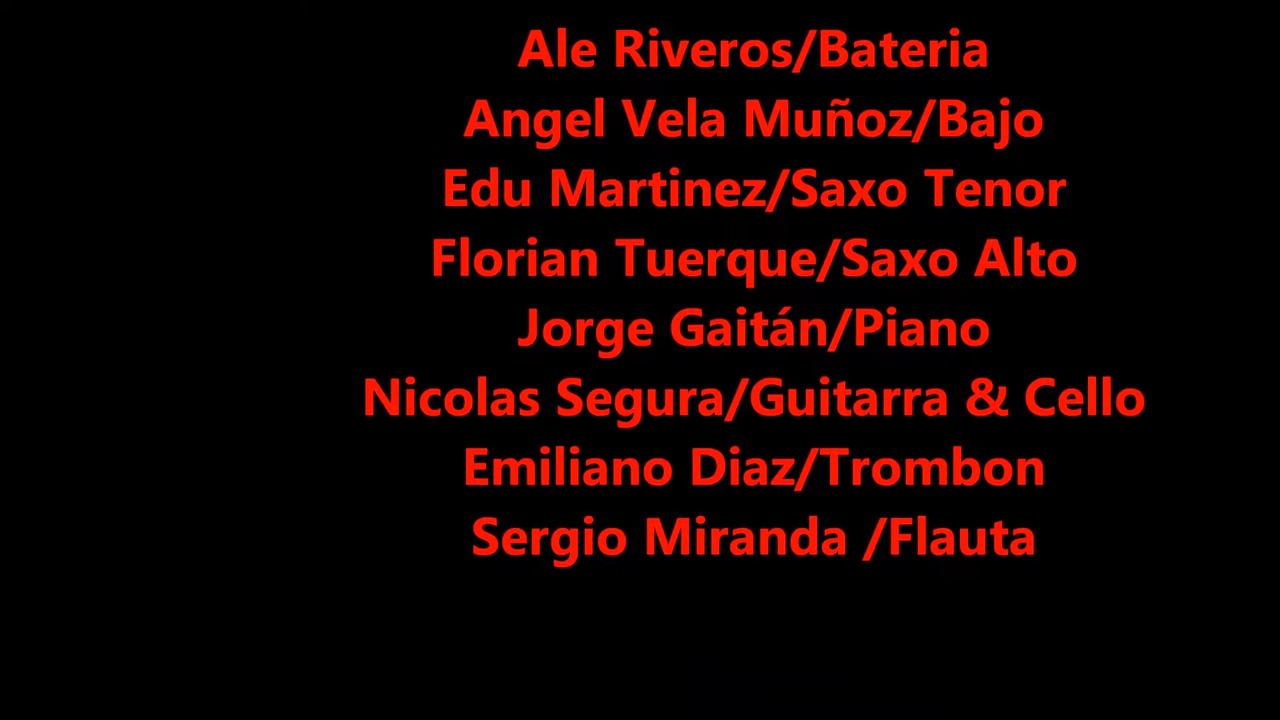 Ale Riveros/Bateria
Angel Vela Muñoz/Bajo
Edu Martinez/Saxo Tenor
Florian Tuerque/Saxo Alto
Jorge Gaitán/Piano
Nicolas Segura/Guitarra & Cello
Emiliano Diaz/Trombon
Sergio Miranda /Flauta